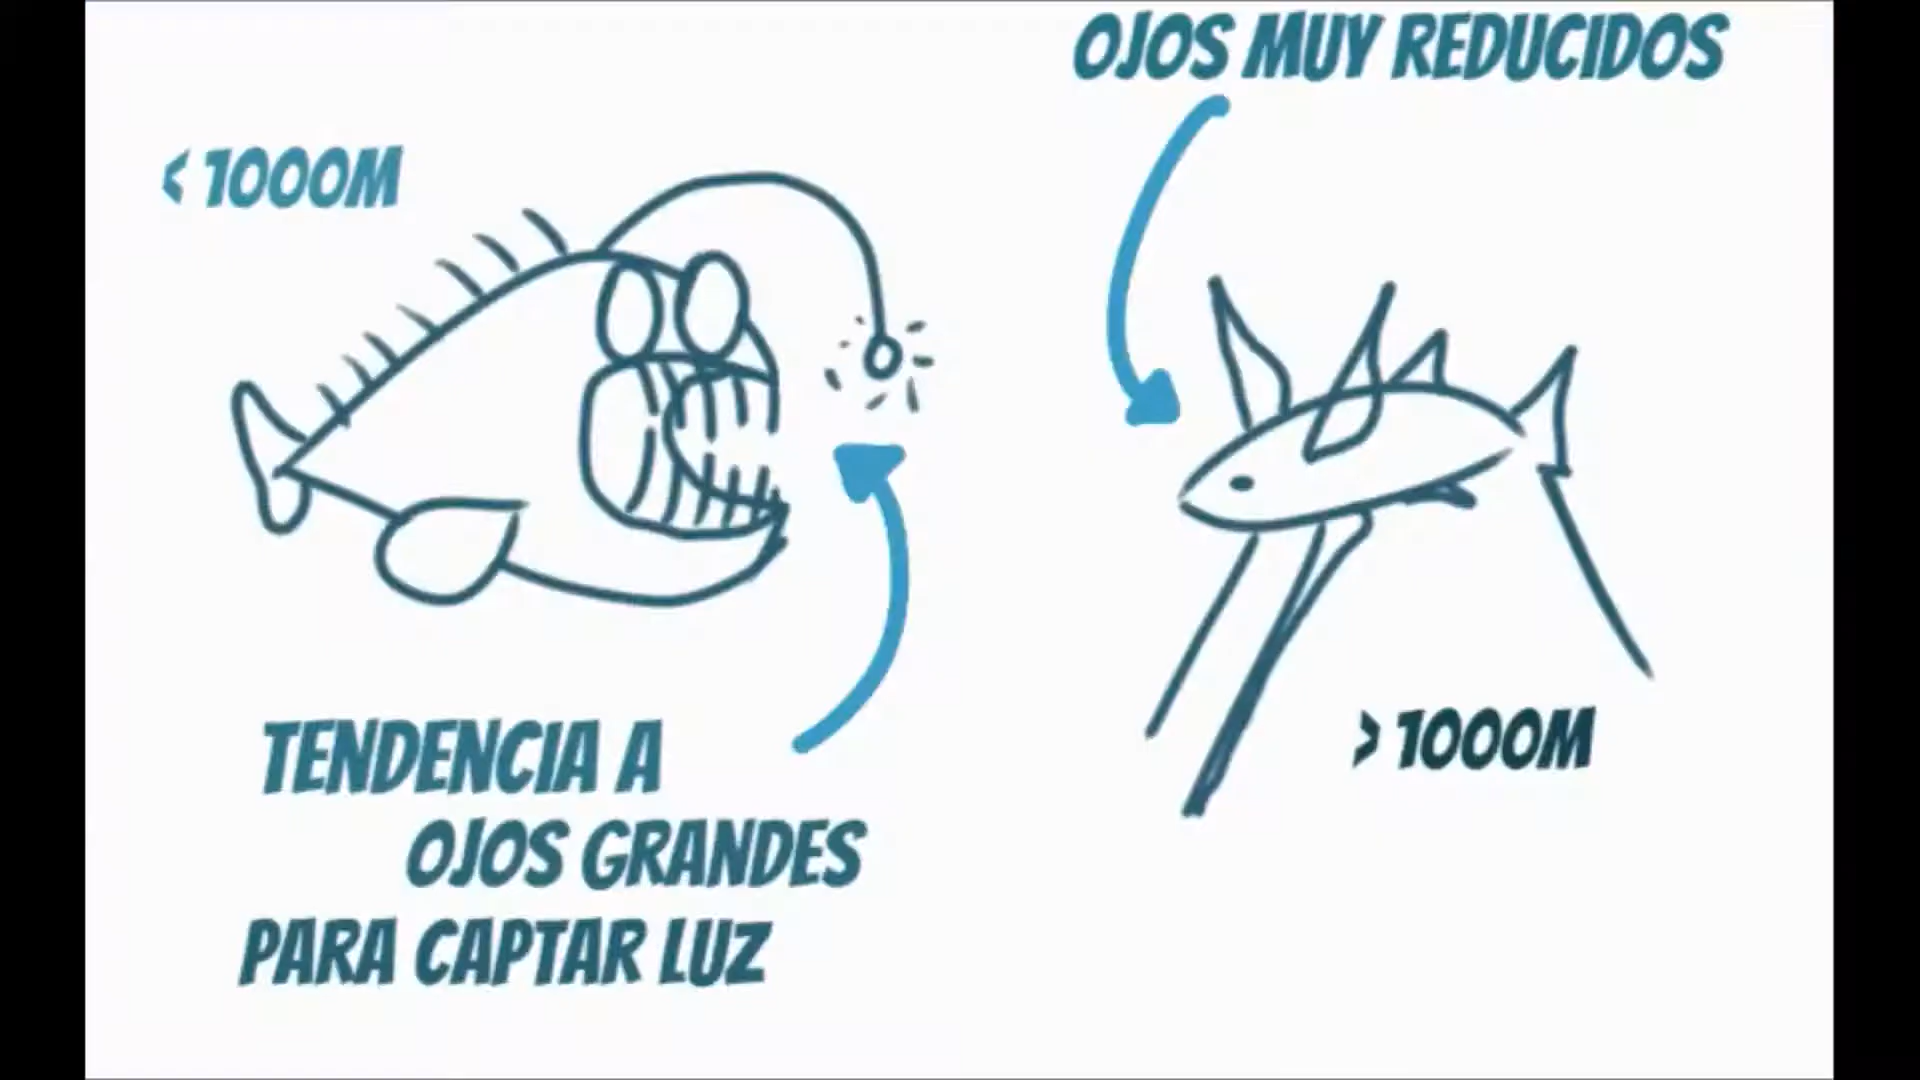 < 1000M
TENDENCIA A
OJOS GRANDES
PARA CAPTAR LUZ
OJOS MUY REDUCIDOS
> 1000M